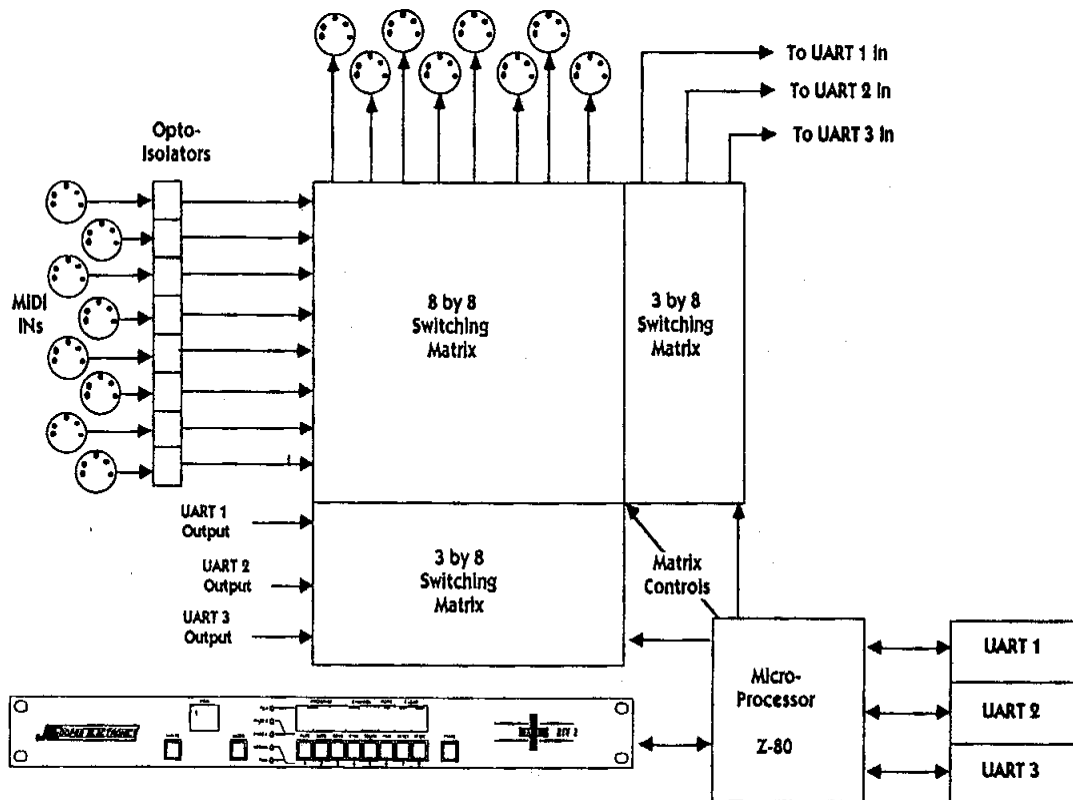 To UART 1 In
To UART 2 In
To UART 3 In
Opto-
Isolators
MIDI
INs
8 by 8
Switching
Matrix
3 by 8
Switching
Matrix
UART 1
Output
UART 2
Output
UART 3
Output
3 by 8
Switching
Matrix
Matrix
Controls
Micro-
Processor
Z-80
UART 1
UART 2
UART 3
1